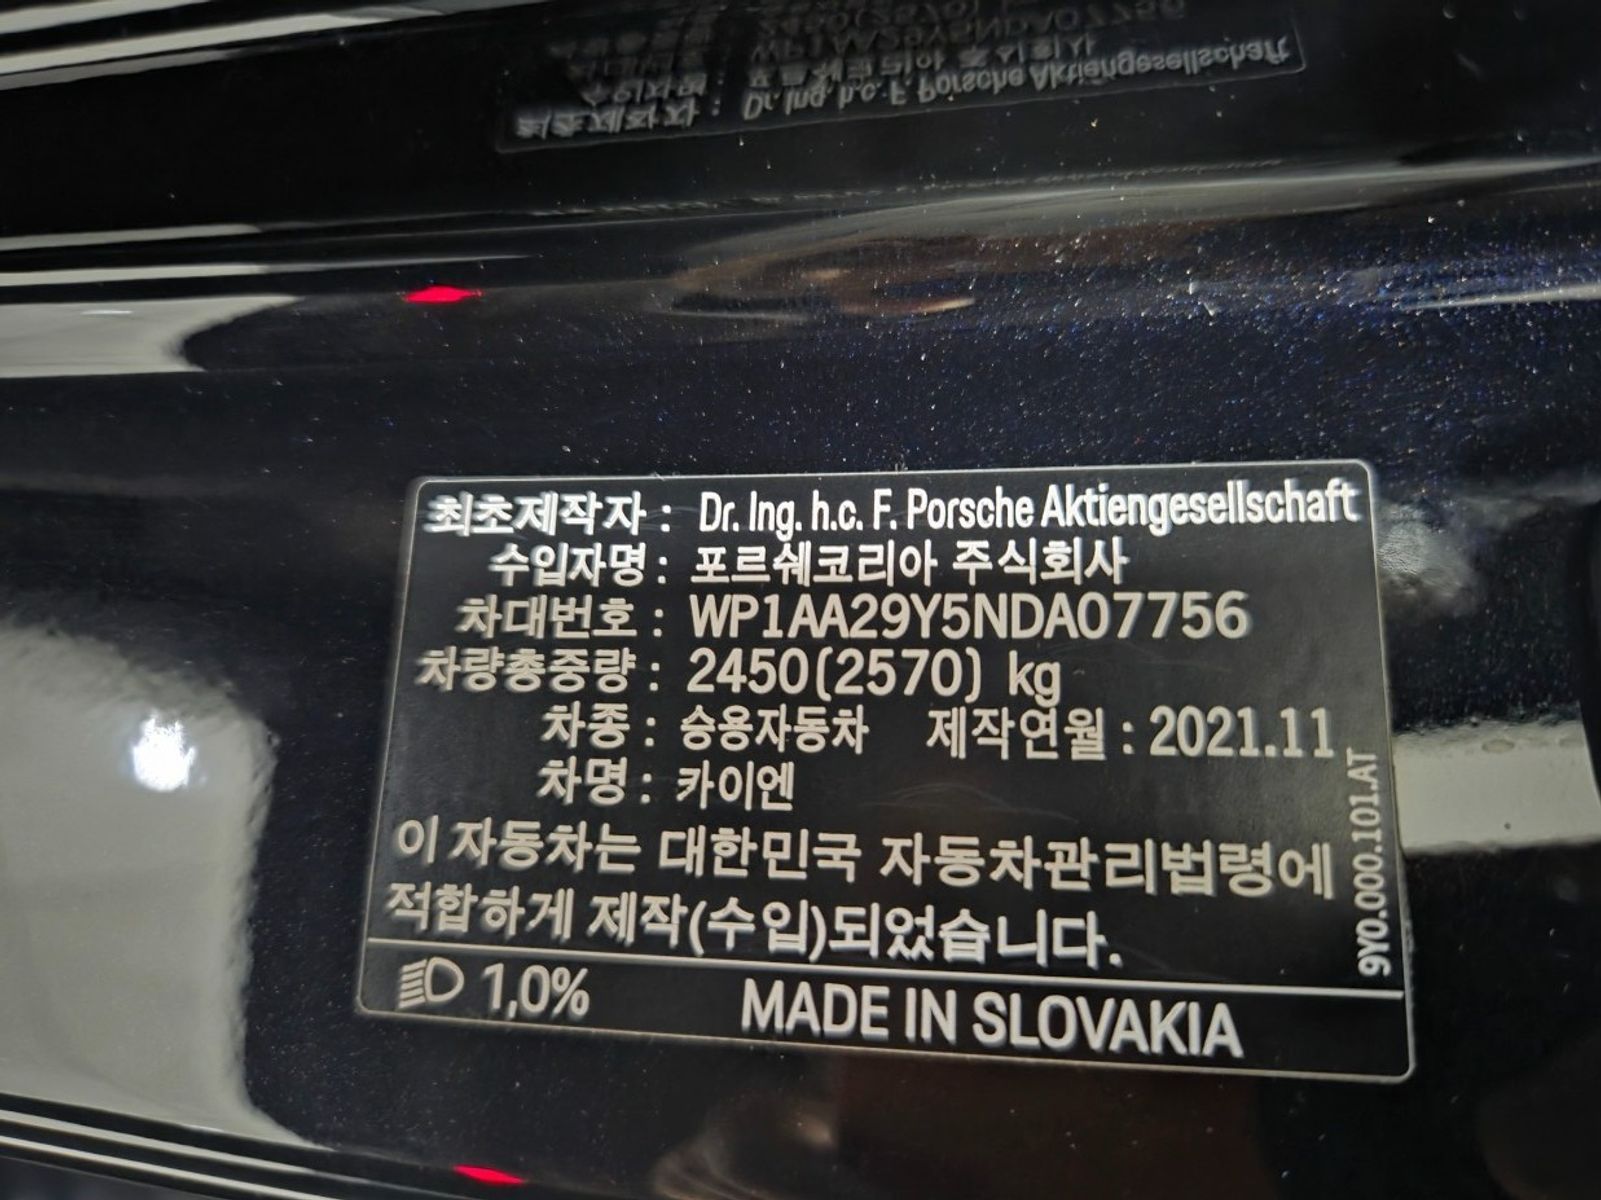 최초제작자 : Dr. Ing. h.c. F. Porsche Aktiengesellschaft
수입자명 : 포르쉐코리아 주식회사
차대번호 : WP1AA29Y5NDA07756
차량총중량 : 2450(2570) kg
차종 : 승용자동차 제작연월 : 2021.11
차명 : 카이엔
이 자동차는 대한민국 자동차관리법령에
적합하게 제작(수입)되었습니다.
9Y0.000.101.AT
1,0% MADE IN SLOVAKIA